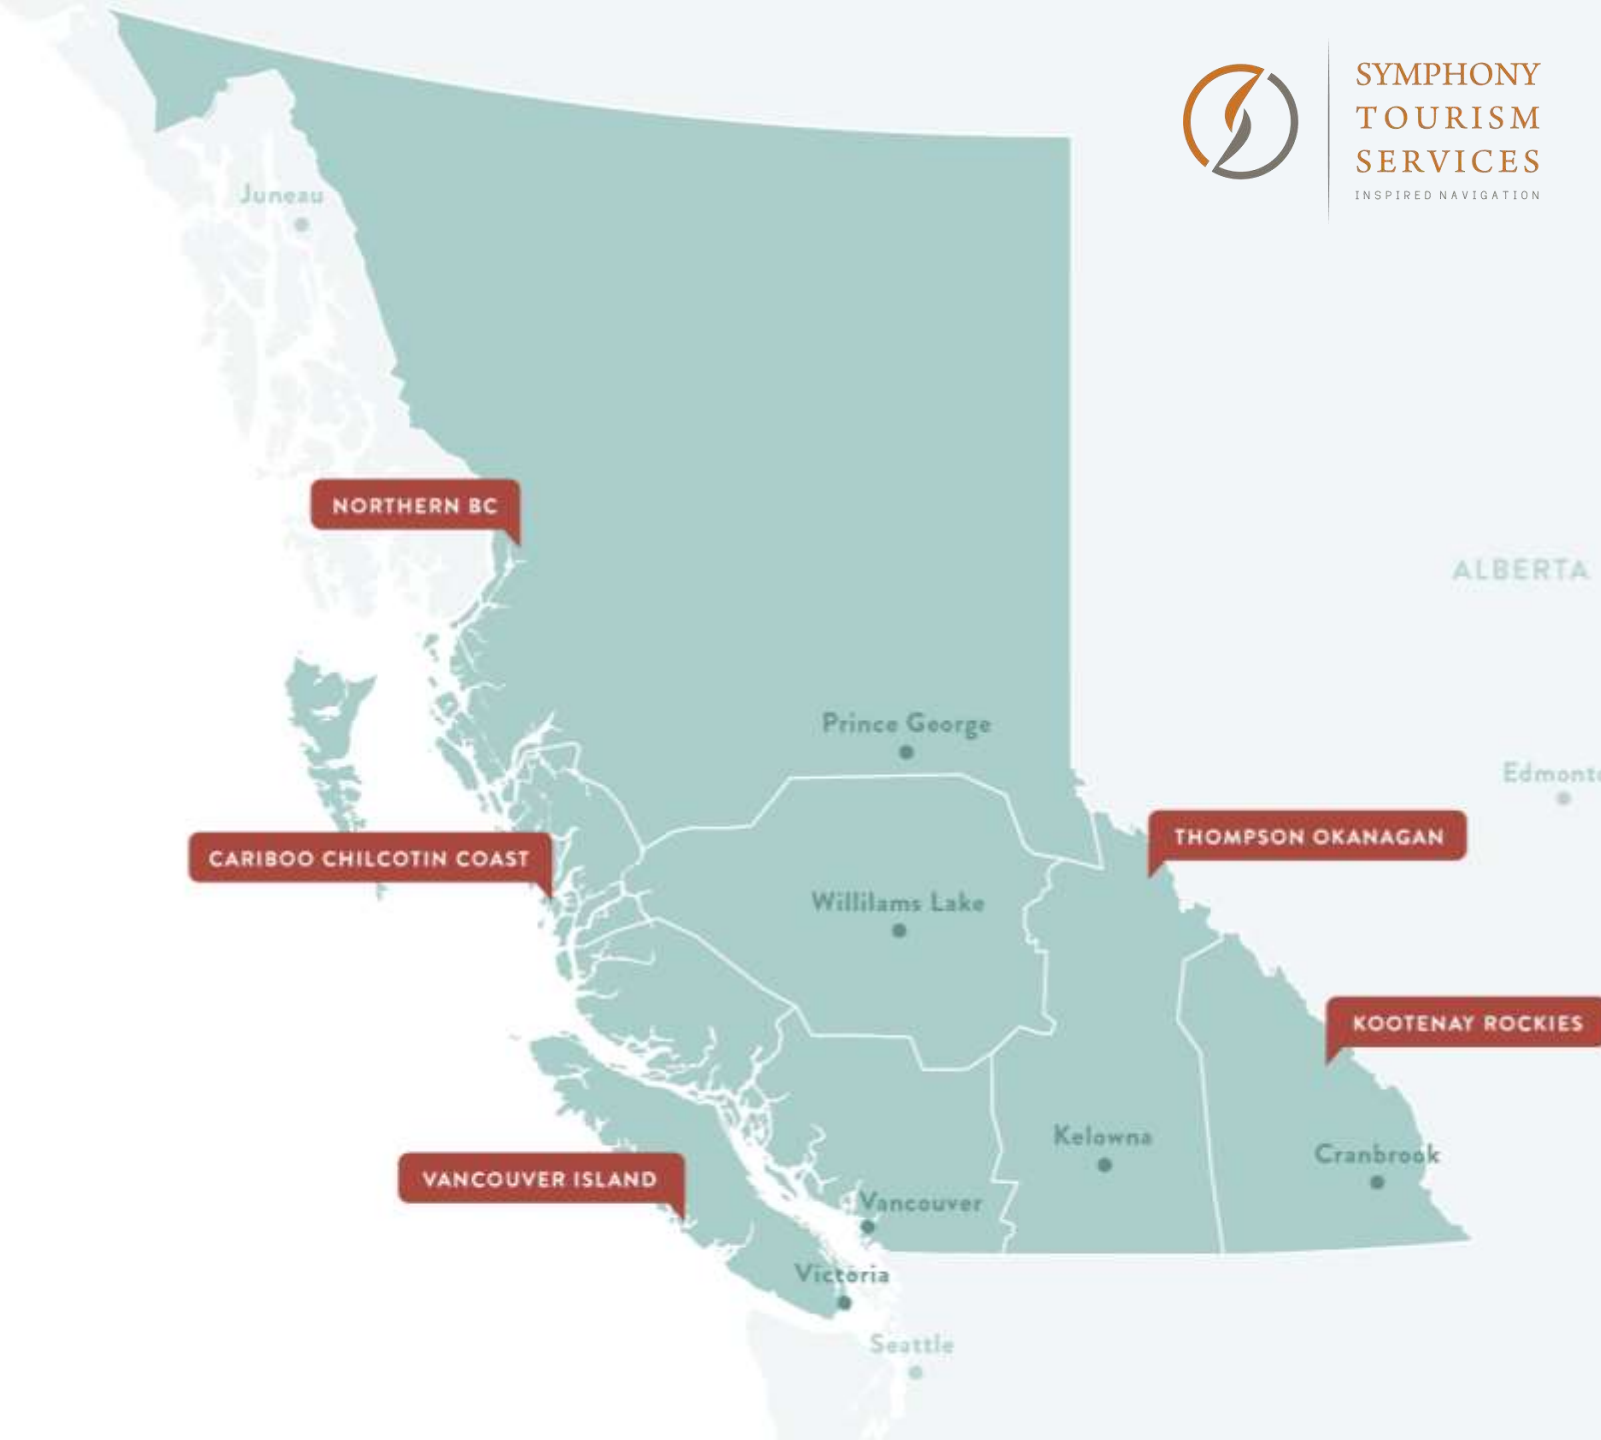 SYMPHONY
TOURISM
SERVICES
INSPIRED NAVIGATION
Juneau
NORTHERN BC
ALBERTA
Prince George
Edmont
THOMPSON OKANAGAN
CARIBOO CHILCOTIN COAST
Willilams Lake
KOOTENAY ROCKIES
Kelowna
Cranbrook
VANCOUVER ISLAND
Vancouver
Victoria
Seattle